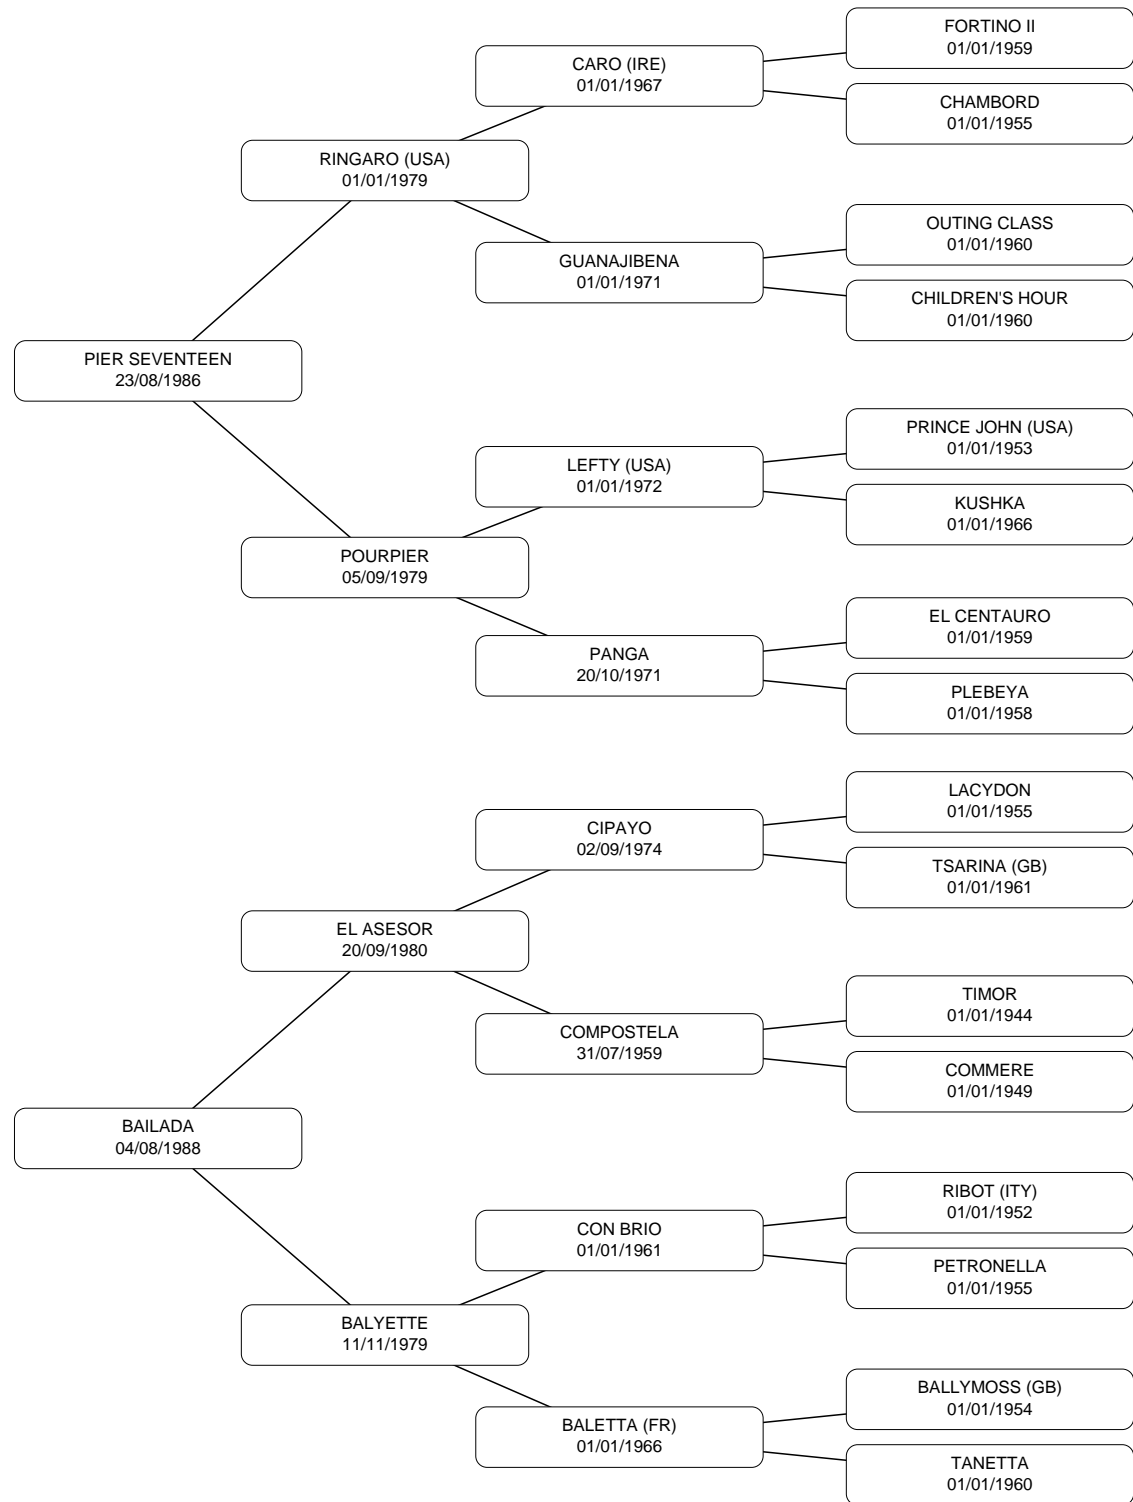 FORTINO II
01/01/1959
CARO (IRE)
01/01/1967
CHAMBORD
01/01/1955
RINGARO (USA)
01/01/1979
OUTING CLASS
01/01/1960
GUANAJIBENA
01/01/1971
CHILDREN'S HOUR
01/01/1960
PIER SEVENTEEN
23/08/1986
PRINCE JOHN (USA)
01/01/1953
LEFTY (USA)
01/01/1972
KUSHKA
01/01/1966
POURPIER
05/09/1979
EL CENTAURO
01/01/1959
PANGA
20/10/1971
PLEBEYA
01/01/1958
LACYDON
01/01/1955
CIPAYO
02/09/1974
TSARINA (GB)
01/01/1961
EL ASESOR
20/09/1980
TIMOR
01/01/1944
COMPOSTELA
31/07/1959
COMMERE
01/01/1949
BAILADA
04/08/1988
RIBOT (ITY)
01/01/1952
CON BRIO
01/01/1961
PETRONELLA
01/01/1955
BALYETTE
11/11/1979
BALLYMOSS (GB)
01/01/1954
BALETTA (FR)
01/01/1966
TANETTA
01/01/1960